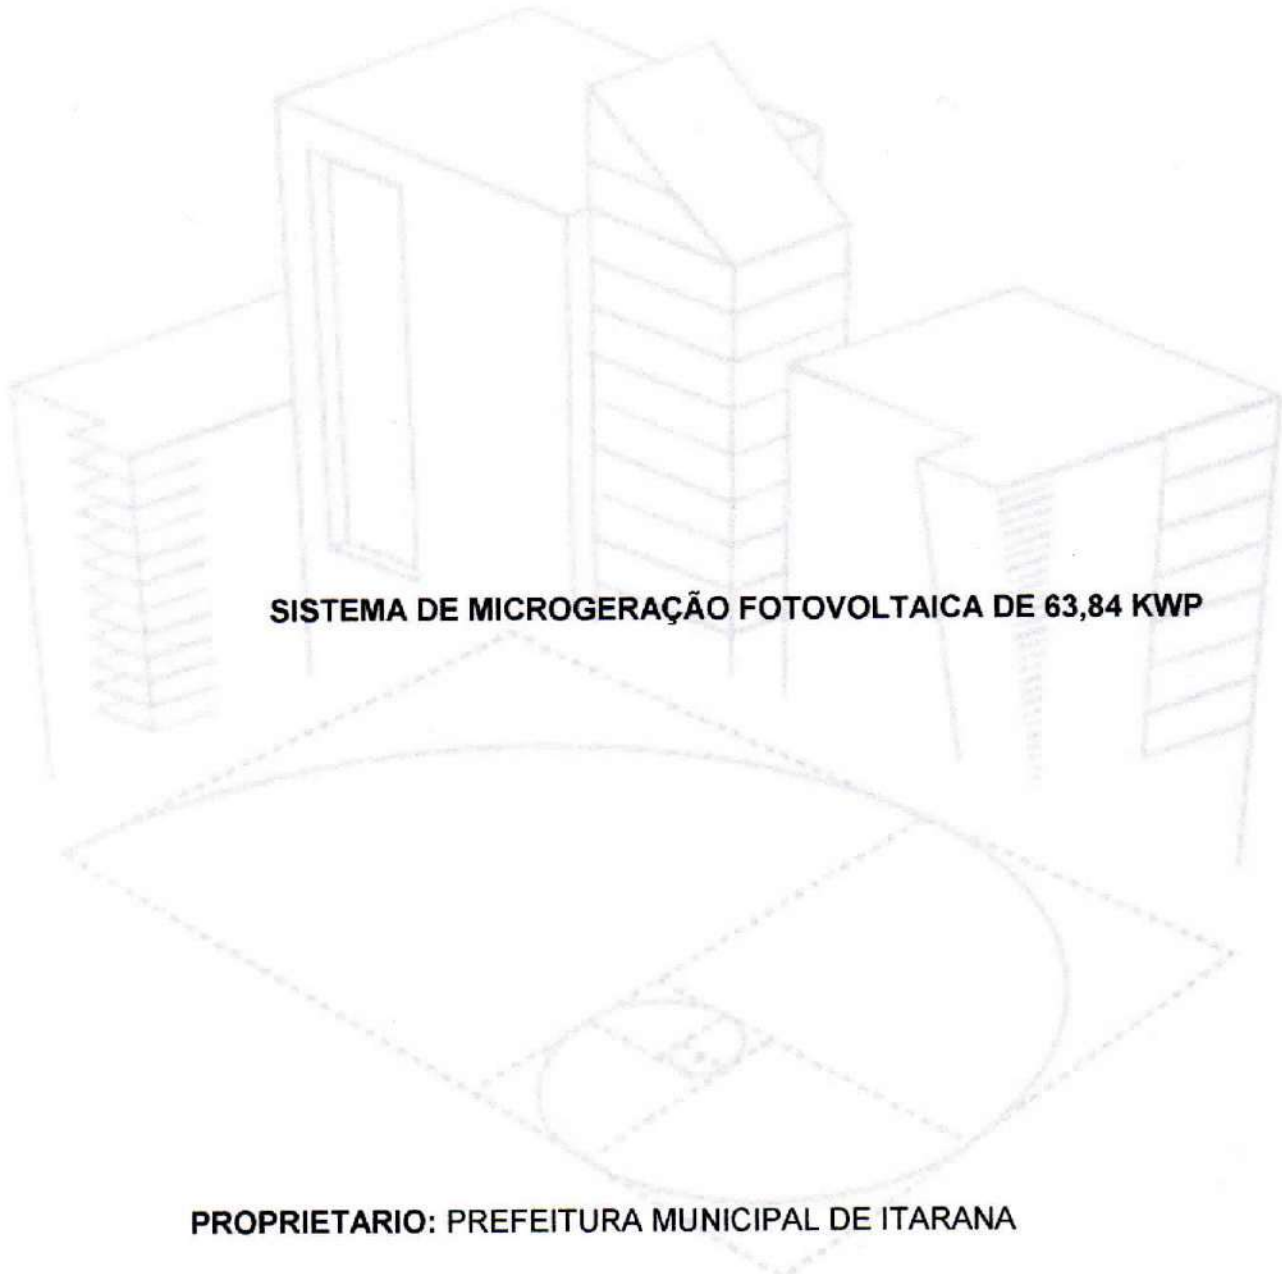 SISTEMA DE MICROGERAÇÃO FOTOVOLTAICA DE 63,84 KWP
PROPRIETARIO: PREFEITURA MUNICIPAL DE ITARANA